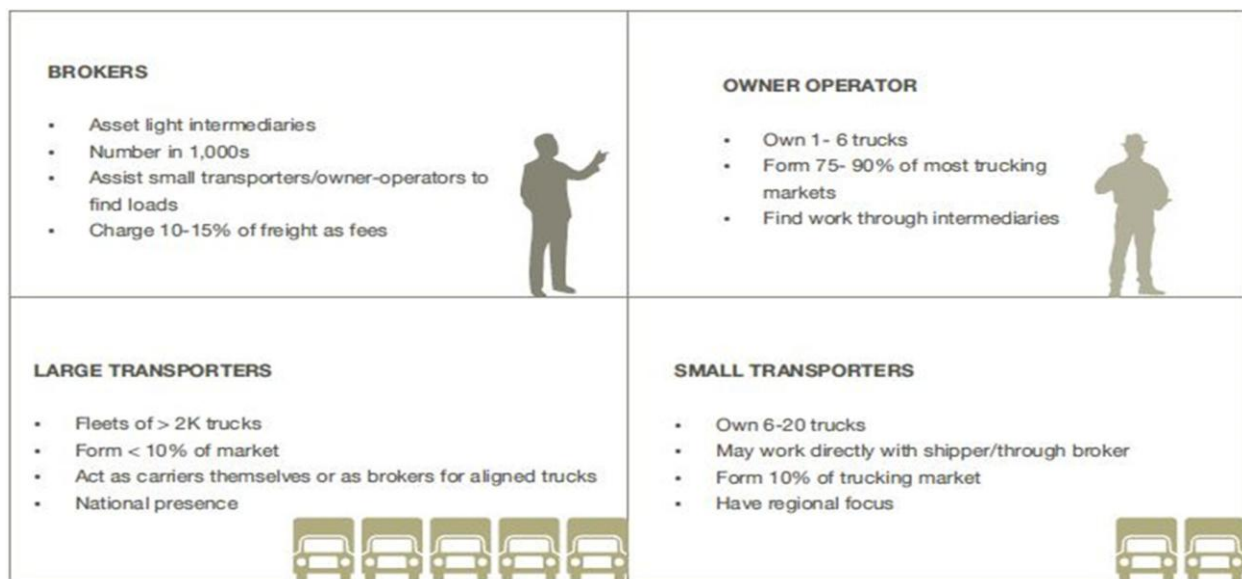 BROKERS
• Asset light intermediaries
• Number in 1,000s
• Assist small transporters/owner-operators to
find loads
• Charge 10-15% of freight as fees
OWNER OPERATOR
• Own 1- 6 trucks
• Form 75- 90% of most trucking
markets
• Find work through intermediaries
LARGE TRANSPORTERS
• Fleets of > 2K trucks
• Form < 10% of market
• Act as carriers themselves or as brokers for aligned trucks
• National presence
SMALL TRANSPORTERS
• Own 6-20 trucks
• May work directly with shipper/through broker
• Form 10% of trucking market
• Have regional focus